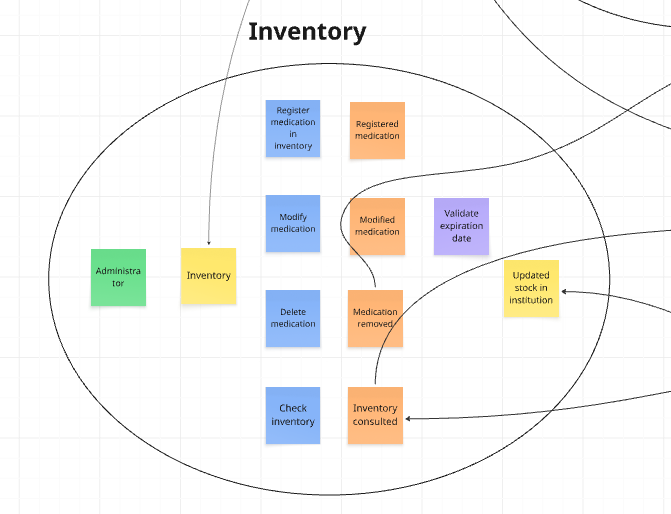 Inventory
Register
medication
in
inventory
Registered
medication
Modify
medication
Modified
medication
Validate
expiration
date
Administra
tor
Inventory
Updated
stock in
institution
Delete
medication
Medication
removed
Check
inventory
Inventory
consulted